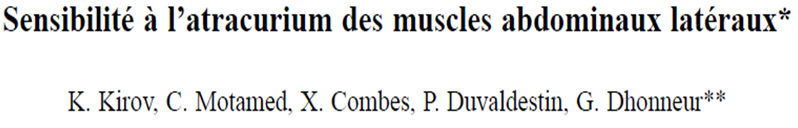 Sensibilité à l’atracurium des muscles abdominaux latéraux*
K. Kirov, C. Motamed, X. Combes, P. Duvaldestin, G. Dhonneur**